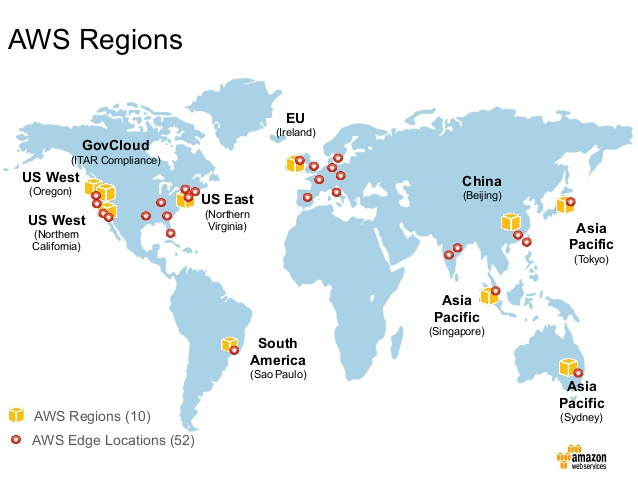 AWS Regions
EU
(Ireland)
GovCloud
(ITAR Compliance)
US West
(Oregon)
US East
(Northern
Virginia)
US West
(Northern
California)
China
(Beijing)
Asia
Pacific
(Tokyo)
Asia
Pacific
(Singapore)
South
America
(Sao Paulo)
Asia
Pacific
(Sydney)
AWS Regions (10)
AWS Edge Locations (52)
amazon
web services